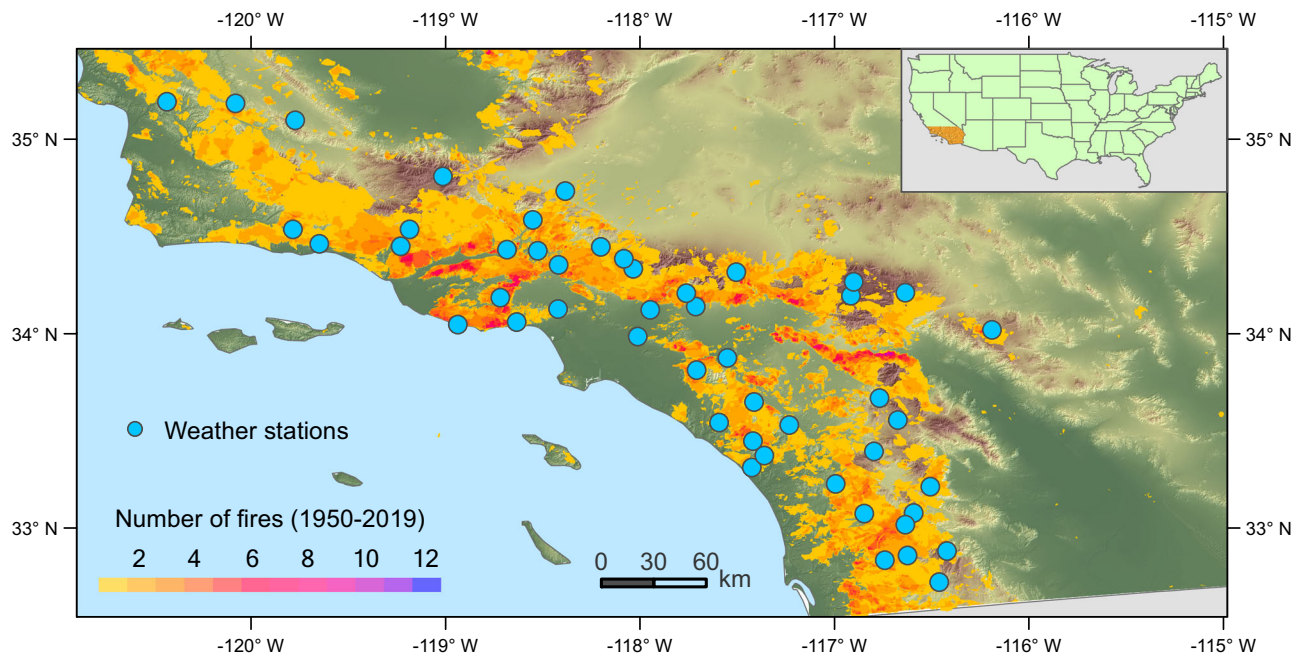 -120° W -119° W -118° W -117° W -116° W -115° W
35° N 35° N
34° N 34° N
Weather stations
Number of fires (1950-2019)
33° N 33° N
2 4 6 8 10 12
0 30 60
km
-120° W -119° W -118° W -117° W -116° W -115° W